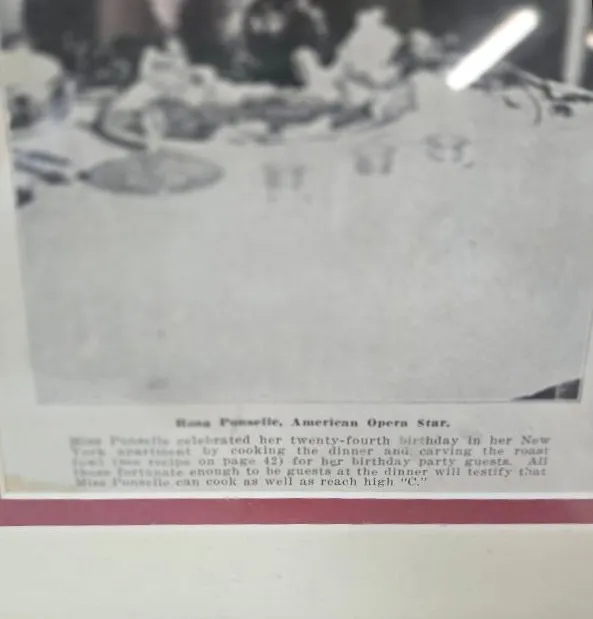 Rosa Ponselle, American Opera Star.
Miss Ponselle celebrated her twenty-fourth birthday in her New
York apartment by cooking the dinner and carving the roast
fowl (see recipe on page 42) for her birthday party guests. All
those fortunate enough to be guests at the dinner will testify that
Miss Ponselle can cook as well as reach high "C."